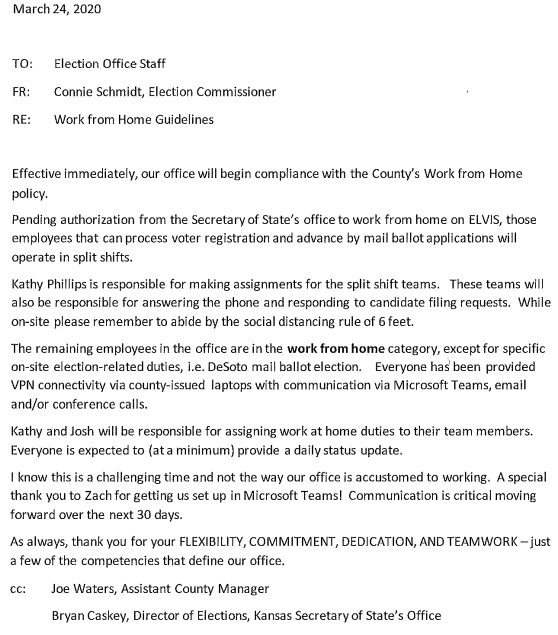 March 24, 2020
TO: Election Office Staff
FR: Connie Schmidt, Election Commissioner
RE: Work from Home Guidelines
Effective immediately, our office will begin compliance with the County's Work from Home
policy.
Pending authorization from the Secretary of State's office to work from home on ELVIS, those
employees that can process voter registration and advance by mail ballot applications will
operate in split shifts.
Kathy Phillips is responsible for making assignments for the split shift teams. These teams will
also be responsible for answering the phone and responding to candidate filing requests. While
on-site please remember to abide by the social distancing rule of 6 feet.
The remaining employees in the office are in the work from home category, except for specific
on-site election-related duties, i.e. DeSoto mail ballot election. Everyone has been provided
VPN connectivity via county-issued laptops with communication via Microsoft Teams, email
and/or conference calls.
Kathy and Josh will be responsible for assigning work at home duties to their team members.
Everyone is expected to (at a minimum) provide a daily status update.
I know this is a challenging time and not the way our office is accustomed to working. A special
thank you to Zach for getting us set up in Microsoft Teams! Communication is critical moving
forward over the next 30 days.
As always, thank you for your FLEXIBILITY, COMMITMENT, DEDICATION, AND TEAMWORK – just
a few of the competencies that define our office.
cc: Joe Waters, Assistant County Manager
Bryan Caskey, Director of Elections, Kansas Secretary of State's Office